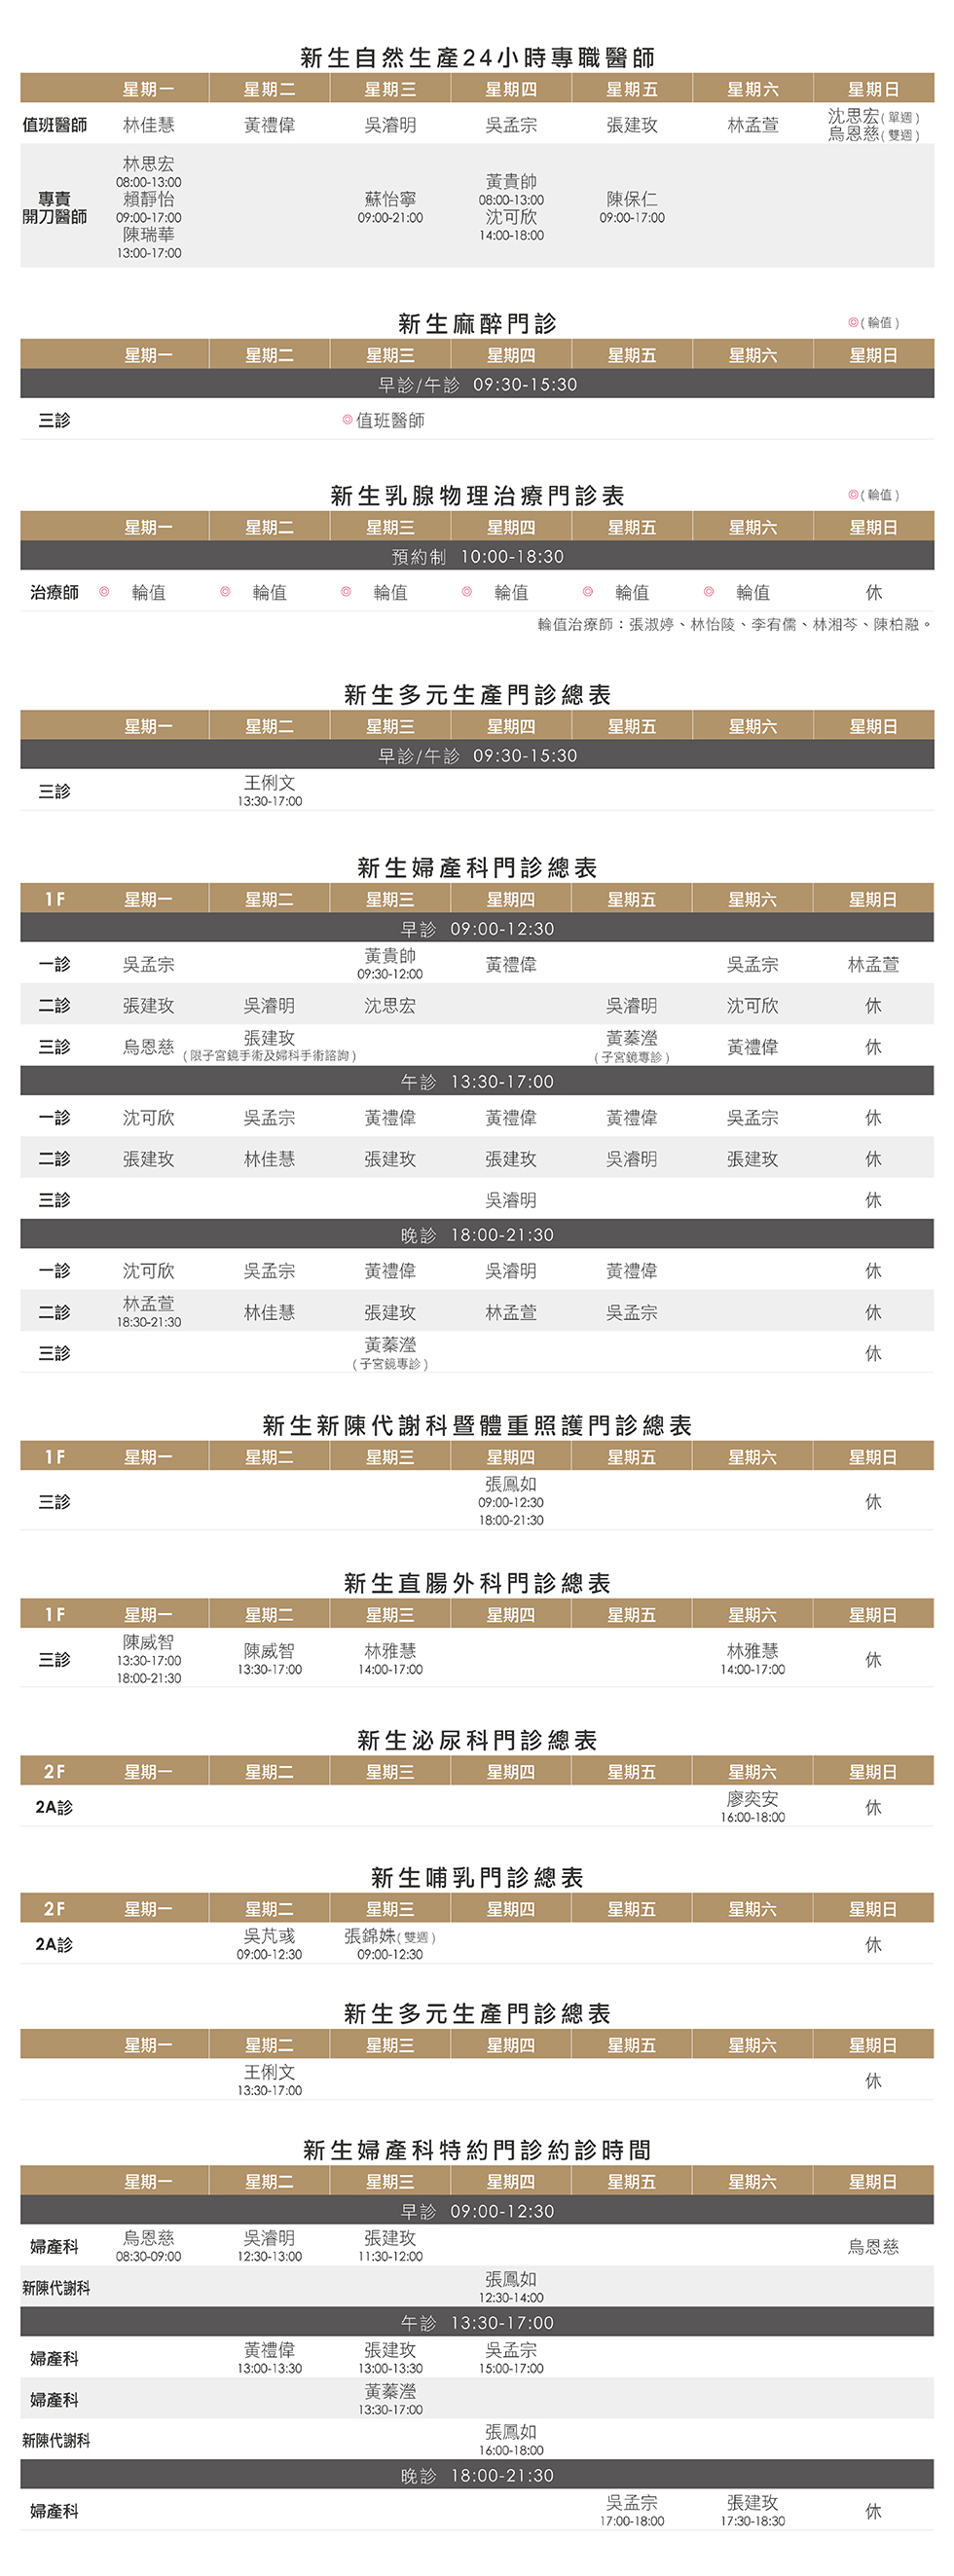 新生自然生產24小時專職醫師
星期一 星期二 星期三 星期四 星期五 星期六 星期日
值班醫師 林佳慧 黃禮偉 吳睿明 吳孟宗 張建玫 林孟萱 沈思宏(單週)
烏恩慈(雙週)
專責
開刀醫師
林思宏
08:00-13:00
賴靜怡
09:00-17:00
陳瑞華
13:00-17:00
蘇怡寧
09:00-21:00
黃貴帥
08:00-13:00
沈可欣
14:00-18:00
陳保仁
09:00-17:00
新生麻醉門診
◎(輪值)
星期一 星期二 星期三 星期四 星期五 星期六 星期日
早診/午診 09:30-15:30
三診 ◎值班醫師
新生乳腺物理治療門診表
◎(輪值)
星期一 星期二 星期三 星期四 星期五 星期六 星期日
預約制 10:00-18:30
治療師 ◎ 輪值 ◎ 輪值 ◎ 輪值 ◎ 輪值 ◎ 輪值 ◎ 輪值 休
輪值治療師：張淑婷、林怡陵、李宥儒、林湘芩、陳柏融。
新生多元生產門診總表
星期一 星期二 星期三 星期四 星期五 星期六 星期日
早診/午診 09:30-15:30
三診 王俐文
13:30-17:00
新生婦產科門診總表
1F 星期一 星期二 星期三 星期四 星期五 星期六 星期日
早診 09:00-12:30
一診 吳孟宗 黃貴帥 黃禮偉 吳孟宗 林孟萱
09:30-12:00
二診 張建玫 吳睿明 沈思宏 吳睿明 沈可欣 休
三診 烏恩慈 張建玫 黃蓁瀅 黃禮偉 休
(限子宮鏡手術及婦科手術諮詢) (子宮鏡專診)
午診 13:30-17:00
一診 沈可欣 吳孟宗 黃禮偉 黃禮偉 黃禮偉 吳孟宗 休
二診 張建玫 林佳慧 張建玫 張建玫 吳睿明 張建玫 休
三診 吳睿明 休
晚診 18:00-21:30
一診 沈可欣 吳孟宗 黃禮偉 吳睿明 黃禮偉 休
二診 林孟萱 林佳慧 張建玫 林孟萱 吳孟宗 休
18:30-21:30
三診 黃蓁瀅 休
(子宮鏡專診)
新生新陳代謝科暨體重照護門診總表
1F 星期一 星期二 星期三 星期四 星期五 星期六 星期日
三診 張鳳如 休
09:00-12:30
18:00-21:30
新生直腸外科門診總表
1F 星期一 星期二 星期三 星期四 星期五 星期六 星期日
三診 陳威智 陳威智 林雅慧 林雅慧 休
13:30-17:00 13:30-17:00 14:00-17:00 14:00-17:00
18:00-21:30
新生泌尿科門診總表
2F 星期一 星期二 星期三 星期四 星期五 星期六 星期日
2A診 廖奕安 休
16:00-18:00
新生哺乳門診總表
2F 星期一 星期二 星期三 星期四 星期五 星期六 星期日
2A診 吳芃彧 張錦姝(雙週) 休
09:00-12:30 09:00-12:30
新生多元生產門診總表
星期一 星期二 星期三 星期四 星期五 星期六 星期日
王俐文 休
13:30-17:00
新生婦產科特約門診約診時間
星期一 星期二 星期三 星期四 星期五 星期六 星期日
早診 09:00-12:30
婦產科 烏恩慈 吳睿明 張建玫 烏恩慈
08:30-09:00 12:30-13:00 11:30-12:00
新陳代謝科 張鳳如
12:30-14:00
午診 13:30-17:00
婦產科 黃禮偉 張建玫 吳孟宗
13:00-13:30 13:00-13:30 15:00-17:00
婦產科 黃蓁瀅
13:30-17:00
新陳代謝科 張鳳如
16:00-18:00
晚診 18:00-21:30
婦產科 吳孟宗 張建玫 休
17:00-18:00 17:30-18:30